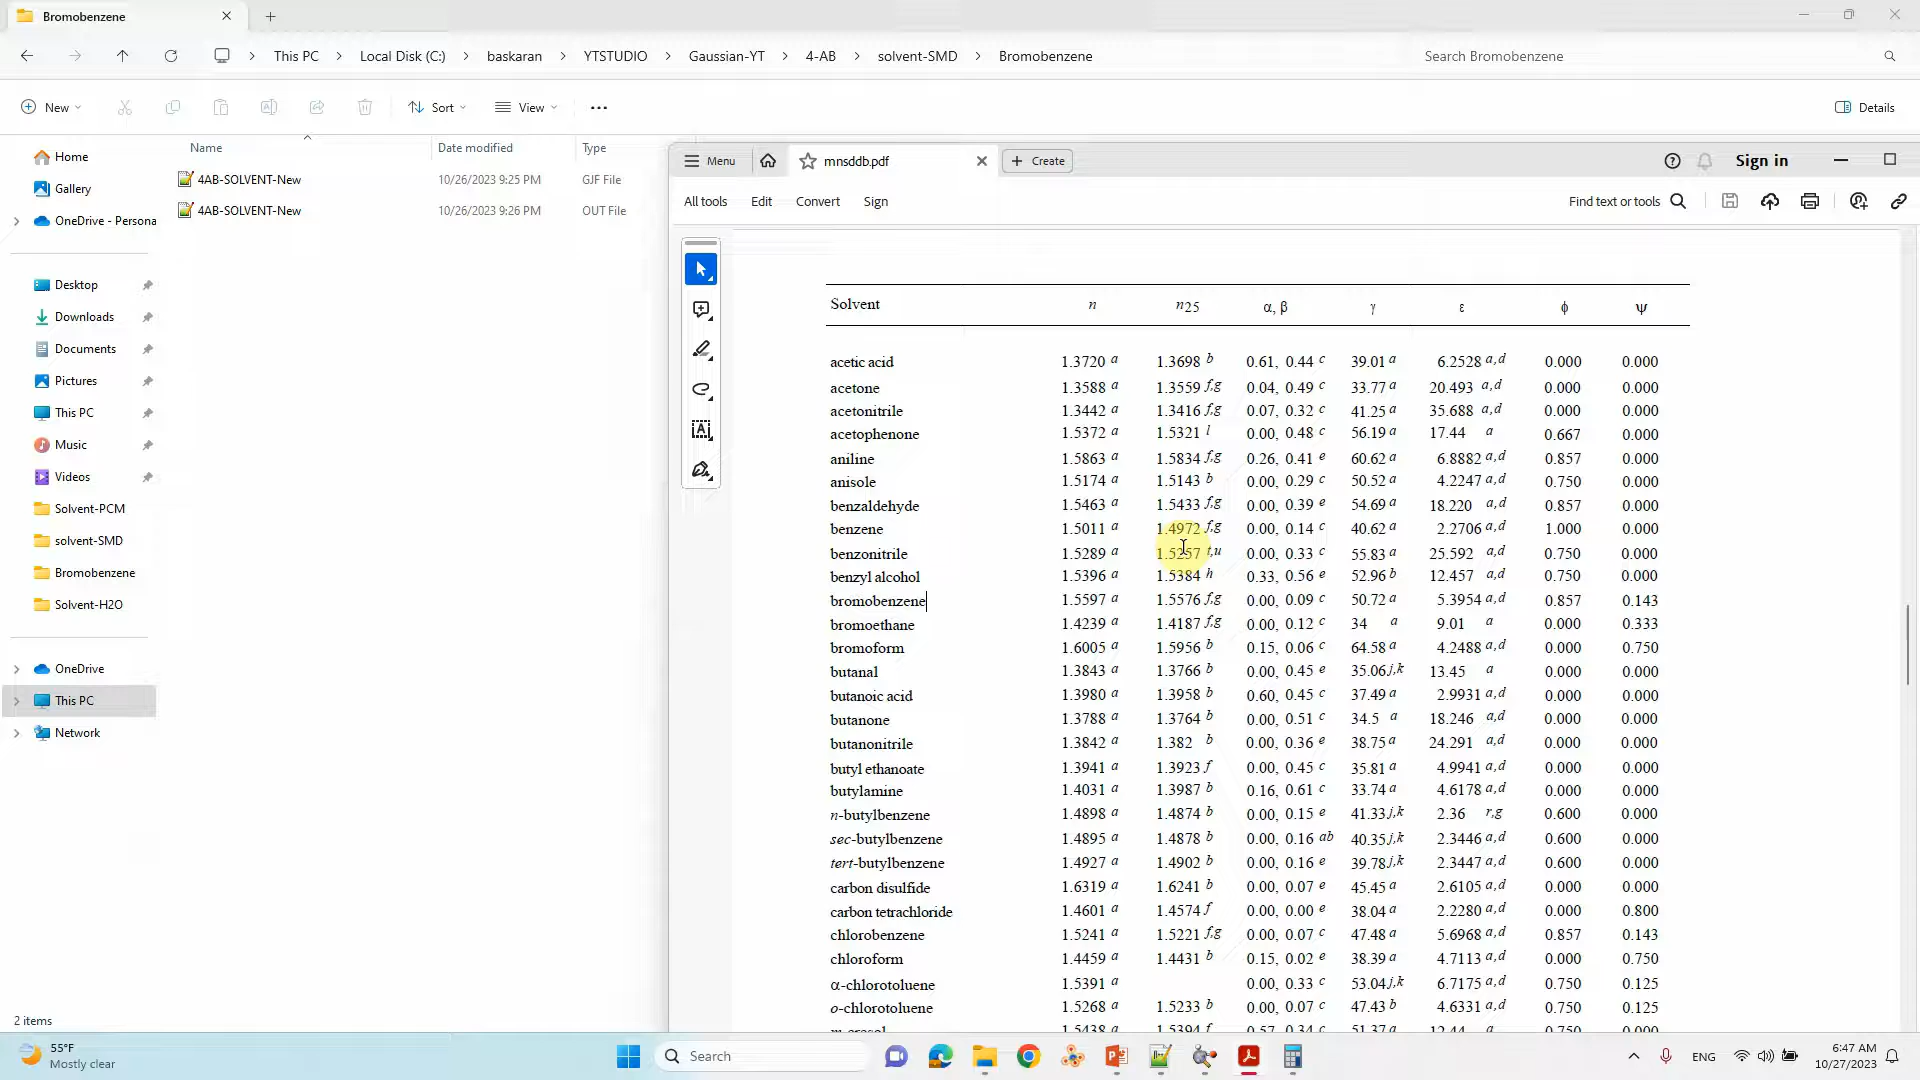 Bromobenzene
This PC > Local Disk (C:) > baskaran > YTSTUDIO > Gaussian-YT > 4-AB > solvent-SMD > Bromobenzene
Search Bromobenzene
New
Sort
View
Details
Home
Gallery
OneDrive - Persona
Desktop
Downloads
Documents
Pictures
This PC
Music
Videos
Solvent-PCM
solvent-SMD
Bromobenzene
Solvent-H2O
OneDrive
This PC
Network
Name Date modified Type
4AB-SOLVENT-New 10/26/2023 9:25 PM GJF File
4AB-SOLVENT-New 10/26/2023 9:26 PM OUT File
2 items
Menu
mnsddb.pdf
Create
Sign in
All tools Edit Convert Sign
Find text or tools
Solvent n n25 α, β γ ε ϕ ψ
acetic acid 1.3720 a 1.3698 b 0.61, 0.44 c 39.01 a 6.2528 a,d 0.000 0.000
acetone 1.3588 a 1.3559 f,g 0.04, 0.49 c 33.77 a 20.493 a,d 0.000 0.000
acetonitrile 1.3442 a 1.3416 f,g 0.07, 0.32 c 41.25 a 35.688 a,d 0.000 0.000
acetophenone 1.5372 a 1.5321 l 0.00, 0.48 c 56.19 a 17.44 a 0.667 0.000
aniline 1.5863 a 1.5834 f,g 0.26, 0.41 e 60.62 a 6.8882 a,d 0.857 0.000
anisole 1.5174 a 1.5143 b 0.00, 0.29 c 50.52 a 4.2247 a,d 0.750 0.000
benzaldehyde 1.5463 a 1.5433 f,g 0.00, 0.39 e 54.69 a 18.220 a,d 0.857 0.000
benzene 1.5011 a 1.4972 f,g 0.00, 0.14 c 40.62 a 2.2706 a,d 1.000 0.000
benzonitrile 1.5289 a 1.5257 t,u 0.00, 0.33 c 55.83 a 25.592 a,d 0.750 0.000
benzyl alcohol 1.5396 a 1.5384 h 0.33, 0.56 e 52.96 b 12.457 a,d 0.750 0.000
bromobenzene 1.5597 a 1.5576 f,g 0.00, 0.09 c 50.72 a 5.3954 a,d 0.857 0.143
bromoethane 1.4239 a 1.4187 f,g 0.00, 0.12 c 34 a 9.01 a 0.000 0.333
bromoform 1.6005 a 1.5956 b 0.15, 0.06 c 64.58 a 4.2488 a,d 0.000 0.750
butanal 1.3843 a 1.3766 b 0.00, 0.45 e 35.06 j,k 13.45 a 0.000 0.000
butanoic acid 1.3980 a 1.3958 b 0.60, 0.45 c 37.49 a 2.9931 a,d 0.000 0.000
butanone 1.3788 a 1.3764 b 0.00, 0.51 c 34.5 a 18.246 a,d 0.000 0.000
butanonitrile 1.3842 a 1.382 b 0.00, 0.36 e 38.75 a 24.291 a,d 0.000 0.000
butyl ethanoate 1.3941 a 1.3923 f 0.00, 0.45 c 35.81 a 4.9941 a,d 0.000 0.000
butylamine 1.4031 a 1.3987 b 0.16, 0.61 c 33.74 a 4.6178 a,d 0.000 0.000
n-butylbenzene 1.4898 a 1.4874 b 0.00, 0.15 e 41.33 j,k 2.36 r,g 0.600 0.000
sec-butylbenzene 1.4895 a 1.4878 b 0.00, 0.16 ab 40.35 j,k 2.3446 a,d 0.600 0.000
tert-butylbenzene 1.4927 a 1.4902 b 0.00, 0.16 e 39.78 j,k 2.3447 a,d 0.600 0.000
carbon disulfide 1.6319 a 1.6241 b 0.00, 0.07 e 45.45 a 2.6105 a,d 0.000 0.000
carbon tetrachloride 1.4601 a 1.4574 f 0.00, 0.00 e 38.04 a 2.2280 a,d 0.000 0.800
chlorobenzene 1.5241 a 1.5221 f,g 0.00, 0.07 c 47.48 a 5.6968 a,d 0.857 0.143
chloroform 1.4459 a 1.4431 b 0.15, 0.02 e 38.39 a 4.7113 a,d 0.000 0.750
α-chlorotoluene 1.5391 a 0.00, 0.33 c 53.04 j,k 6.7175 a,d 0.750 0.125
o-chlorotoluene 1.5268 a 1.5233 b 0.00, 0.07 c 47.43 b 4.6331 a,d 0.750 0.125
m-cresol 1.5438 a 1.5394 f 0.57, 0.34 c 51.37 a 12.44 a 0.750 0.000
55°F
Mostly clear
Search
ENG
6:47 AM
10/27/2023